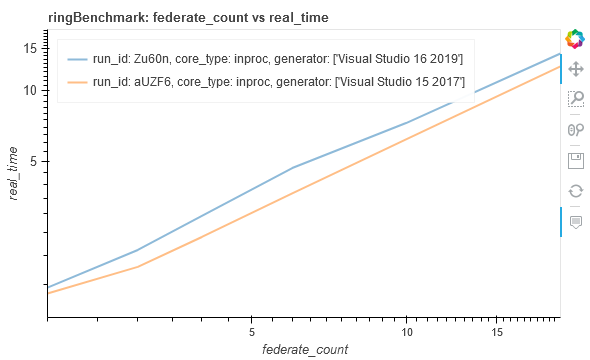 ringBenchmark: federate_count vs real_time
run_id: Zu60n, core_type: inproc, generator: ['Visual Studio 16 2019']
run_id: aUZF6, core_type: inproc, generator: ['Visual Studio 15 2017']
15
10
5
real_time
5
10
15
federate_count